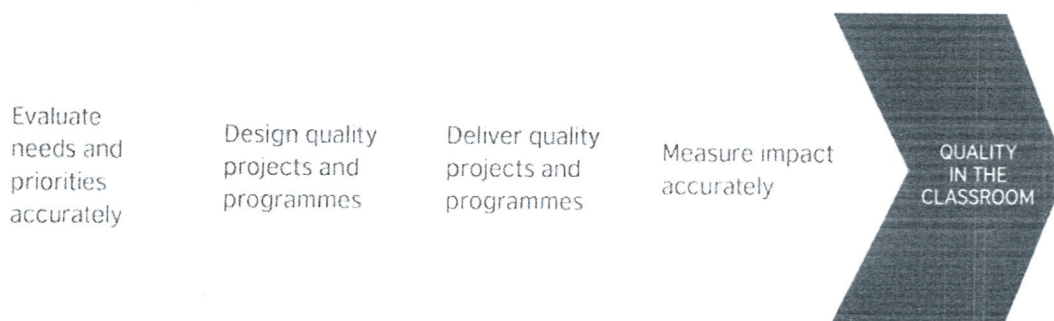 Evaluate
needs and
priorities
accurately
Design quality
projects and
programmes
Deliver quality
projects and
programmes
Measure impact
accurately
QUALITY
IN THE
CLASSROOM